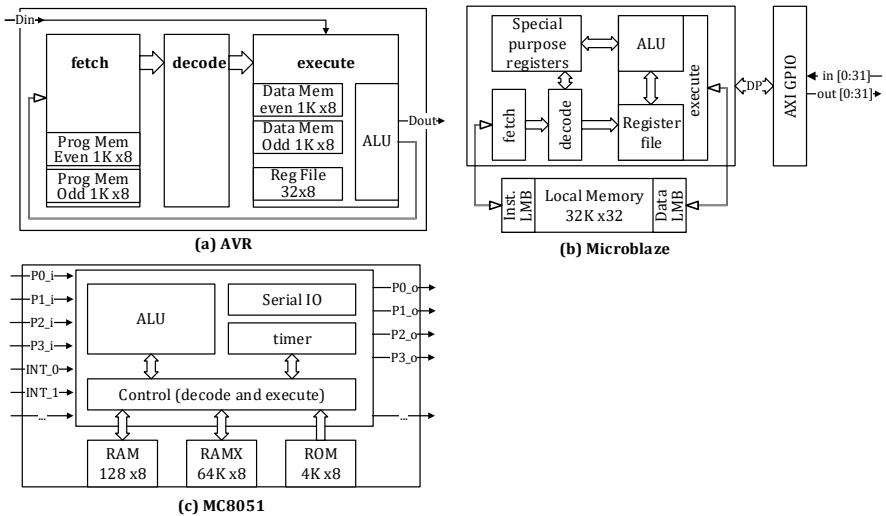 Din
fetch
decode
execute
Data Mem
even 1K x8
Data Mem
Odd 1K x8
Reg File
32x8
ALU
Dout
Prog Mem
Even 1K x8
Prog Mem
Odd 1K x8
(a) AVR
Special
purpose
registers
ALU
execute
fetch
decode
Register
file
DP
AXI GPIO
in [0:31]
out [0:31]
Inst.
LMB
Local Memory
32K x32
Data
LMB
(b) Microblaze
P0_i
P1_i
P2_i
P3_i
INT_0
INT_1
...
ALU
Serial IO
timer
Control (decode and execute)
P0_o
P1_o
P2_o
P3_o
...
RAM
128 x8
RAMX
64K x8
ROM
4K x8
(c) MC8051